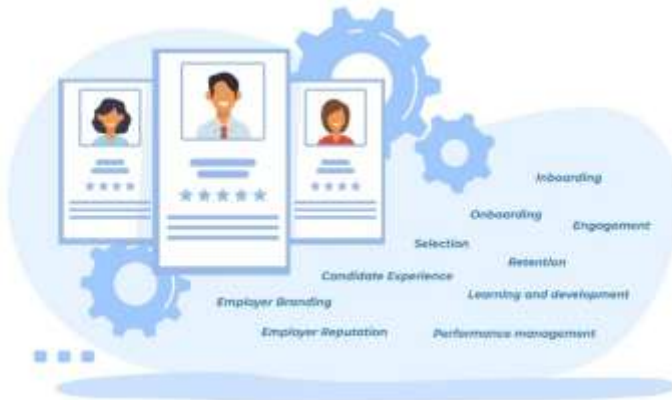 Inboarding
Onboarding
Engagement
Selection
Retention
Candidate Experience
Learning and development
Employer Branding
Employer Reputation
Performance management